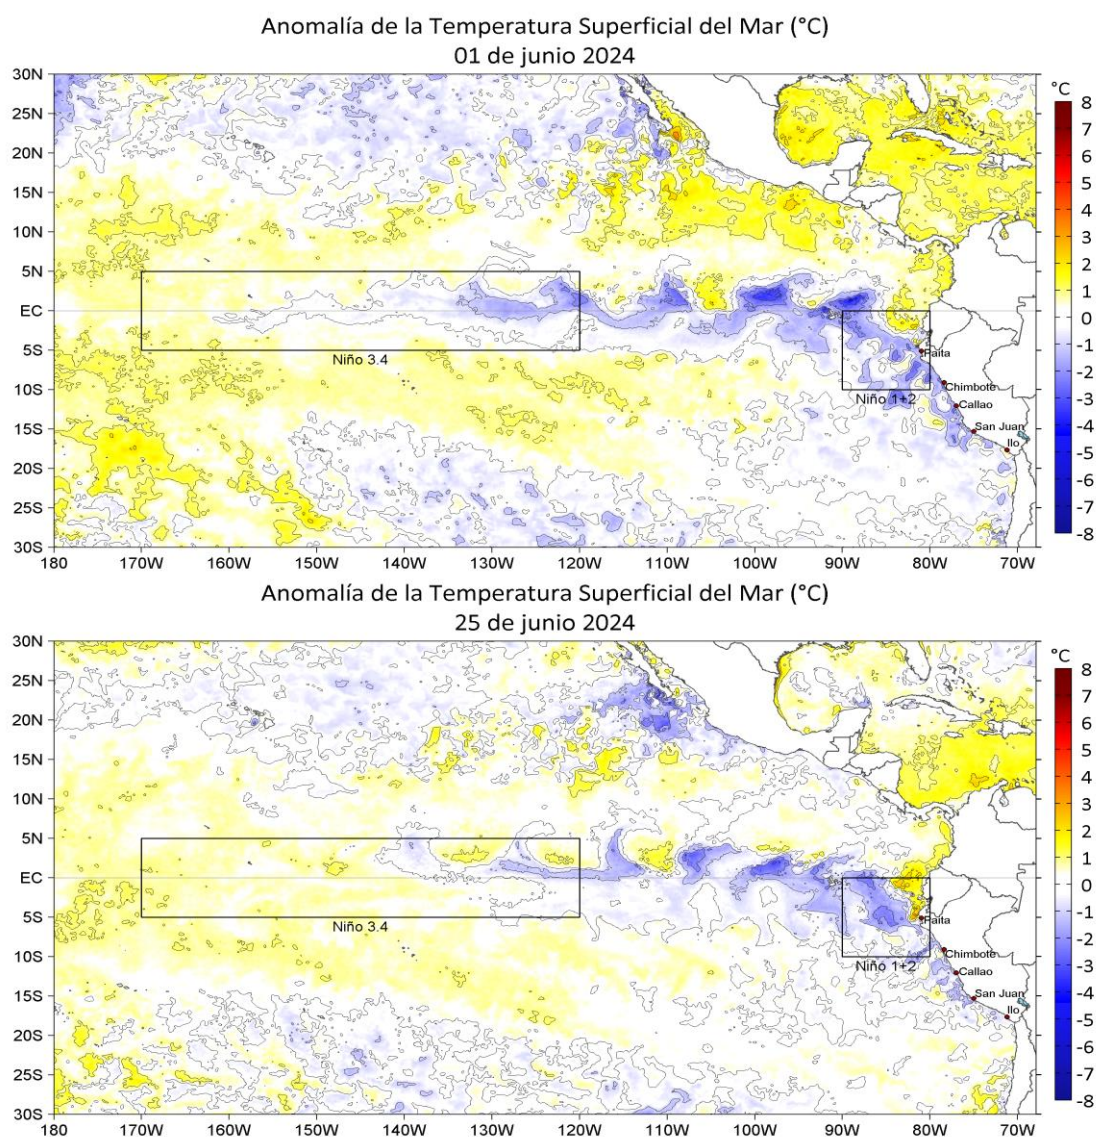 Anomalía de la Temperatura Superficial del Mar (°C)
01 de junio 2024
30N
25N
20N
15N
10N
5N
EC
5S
10S
15S
20S
25S
30S
180
170W
160W
150W
140W
130W
120W
110W
100W
90W
80W
70W
Niño 3.4
Niño 1+2
Paita
Chimbote
Callao
San Juan
Ilo
°C
8
7
6
5
4
3
2
1
0
-1
-2
-3
-4
-5
-6
-7
-8
Anomalía de la Temperatura Superficial del Mar (°C)
25 de junio 2024
30N
25N
20N
15N
10N
5N
EC
5S
10S
15S
20S
25S
30S
180
170W
160W
150W
140W
130W
120W
110W
100W
90W
80W
70W
Niño 3.4
Niño 1+2
Paita
Chimbote
Callao
San Juan
Ilo
°C
8
7
6
5
4
3
2
1
0
-1
-2
-3
-4
-5
-6
-7
-8